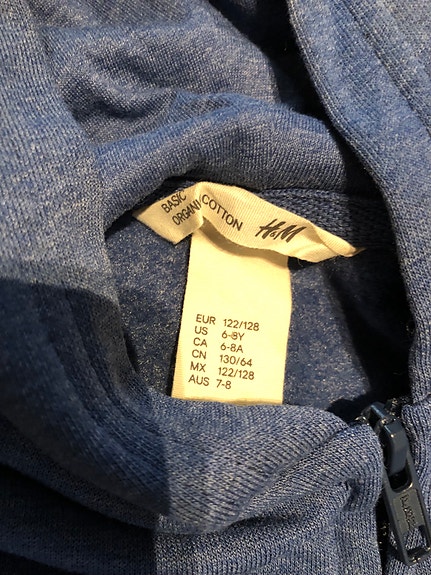 BASIC
ORGANI COTTON H&M
EUR 122/128
US 6-8Y
CA 6-8A
CN 130/64
MX 122/128
AUS 7-8